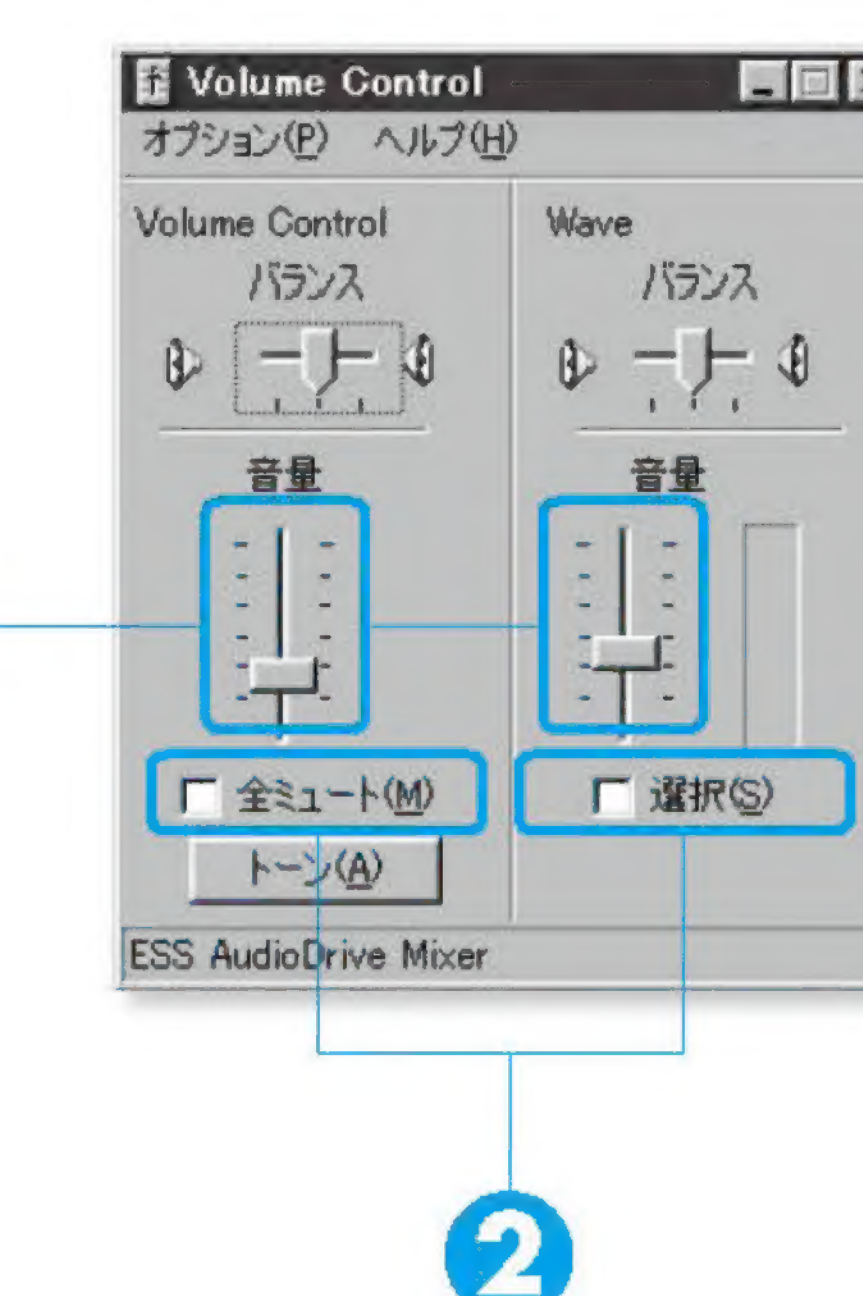 Volume Control
オプション(P) ヘルプ(H)
Volume Control
バランス
音量
全ミュート(M)
トーン(A)
Wave
バランス
音量
選択(S)
ESS AudioDrive Mixer
2